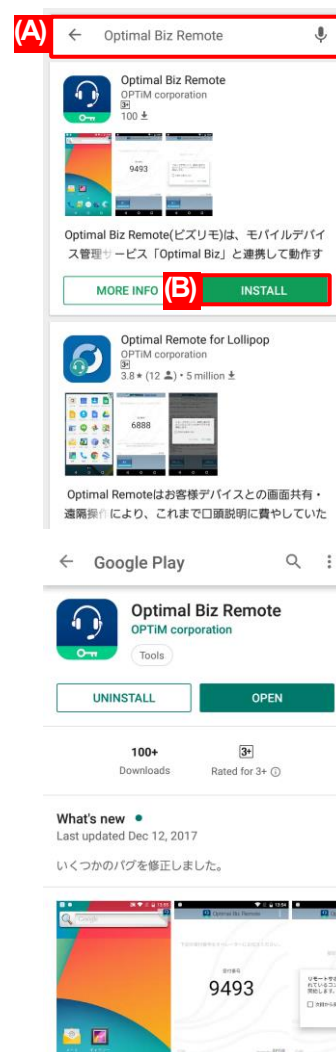 (A)
Optimal Biz Remote
Optimal Biz Remote
OPTiM corporation
3+
100
9493
Optimal Biz Remote(ビズリモ)は、モバイルデバイ
ス管理サービス「Optimal Biz」と連携して動作す
MORE INFO
(B)
INSTALL
Optimal Remote for Lollipop
OPTiM corporation
3+
3.8★ (12 ) • 5 million
6888
Optimal Remoteはお客様デバイスとの画面共有・
遠隔操作により、これまで口頭説明に費やしていた
Google Play
Optimal Biz Remote
OPTiM corporation
Tools
UNINSTALL
OPEN
100+
Downloads
3+
Rated for 3+
What's new
Last updated Dec 12, 2017
いくつかのバグを修正しました。
Google
Optimal Biz Remote
受付番号
9493